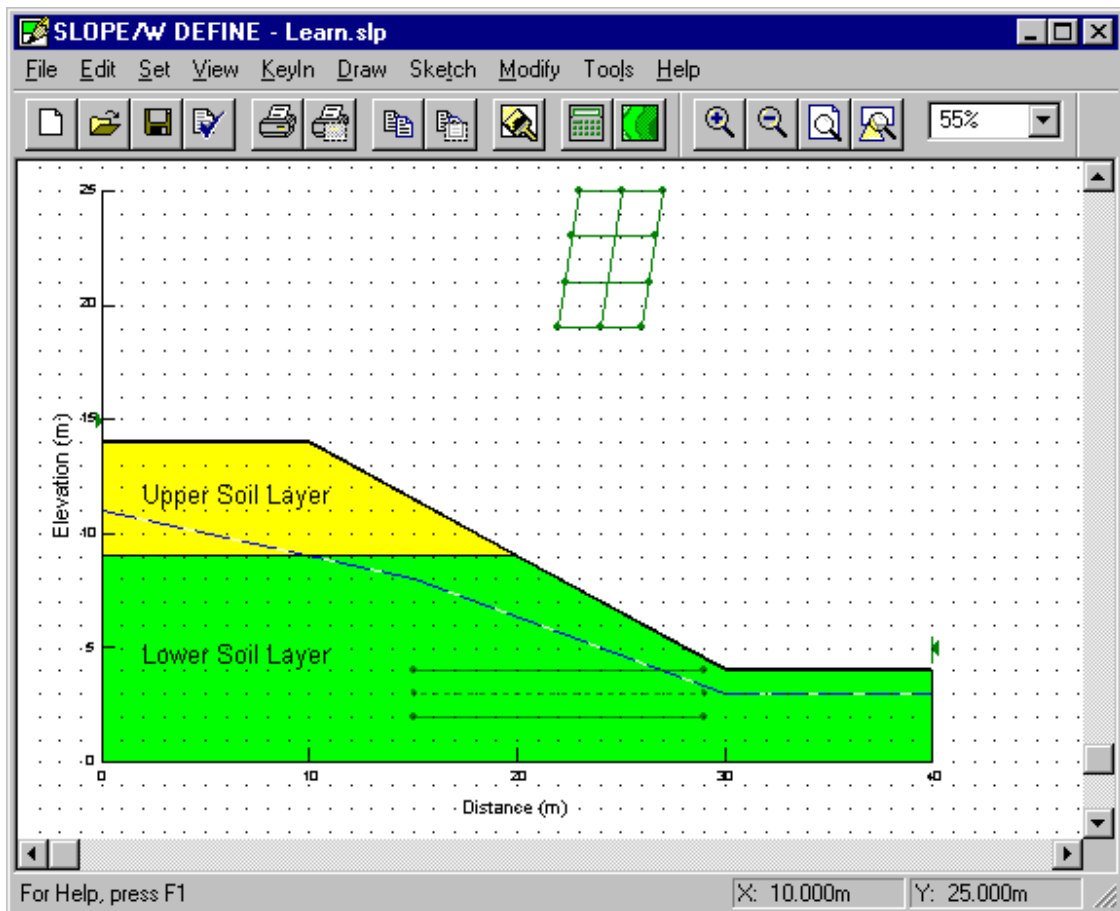 SLOPE/W DEFINE - Learn.slp
File Edit Set View KeyIn Draw Sketch Modify Tools Help
55%
25
20
15
10
5
0
Elevation (m)
Upper Soil Layer
Lower Soil Layer
0 10 20 30 40
Distance (m)
For Help, press F1
X: 10.000m
Y: 25.000m